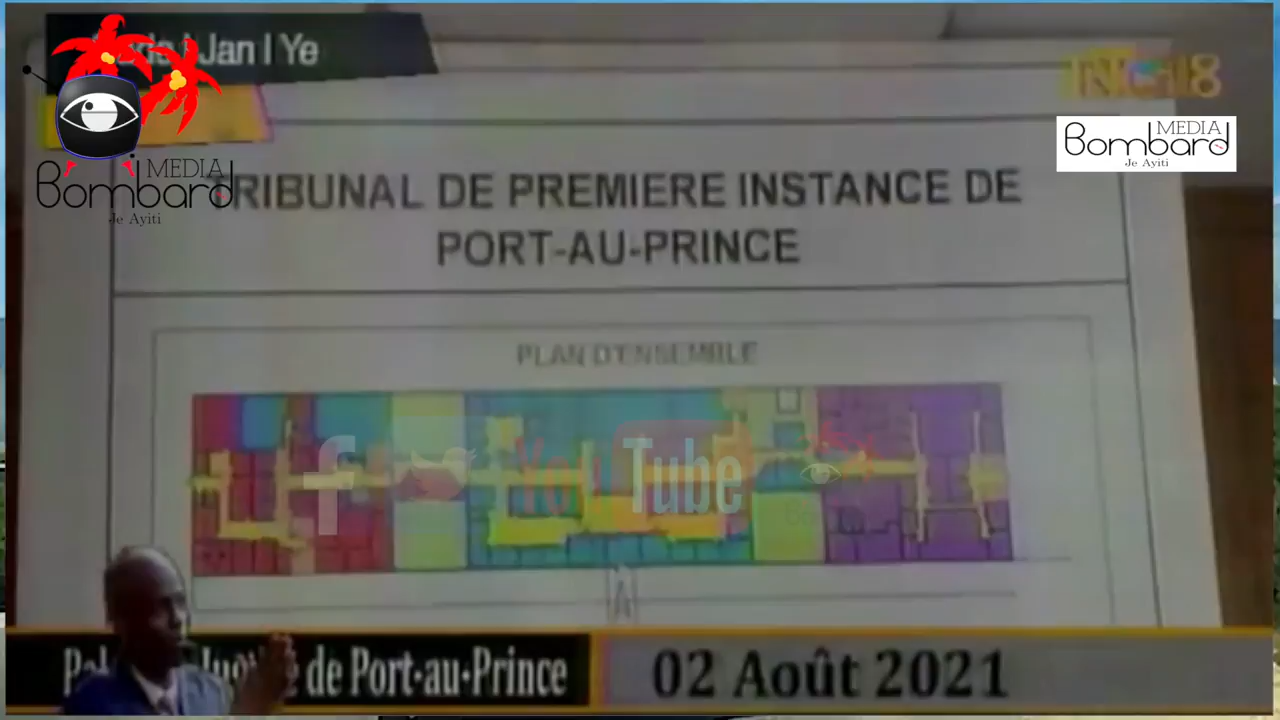 Jan I Ye
MEDIA
Bombard
Je Ayiti
MEDIA
Bombard
Je Ayiti
TRIBUNAL DE PREMIERE INSTANCE DE
PORT-AU-PRINCE
PLAN D'ENSEMBLE
f YouTube
de Port-au-Prince
02 Août 2021